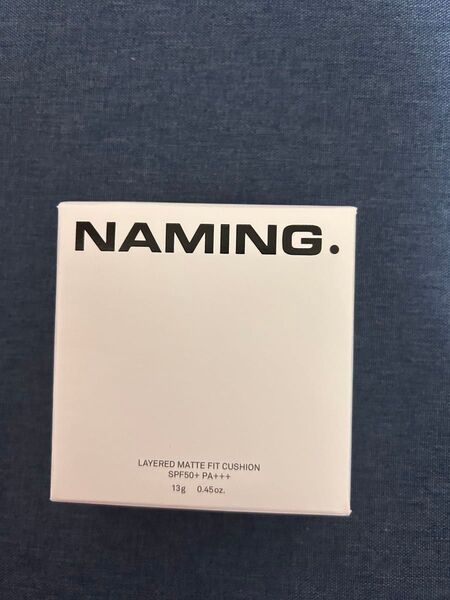 NAMING.
LAYERED MATTE FIT CUSHION
SPF50+ PA+++
13g 0.45oz.